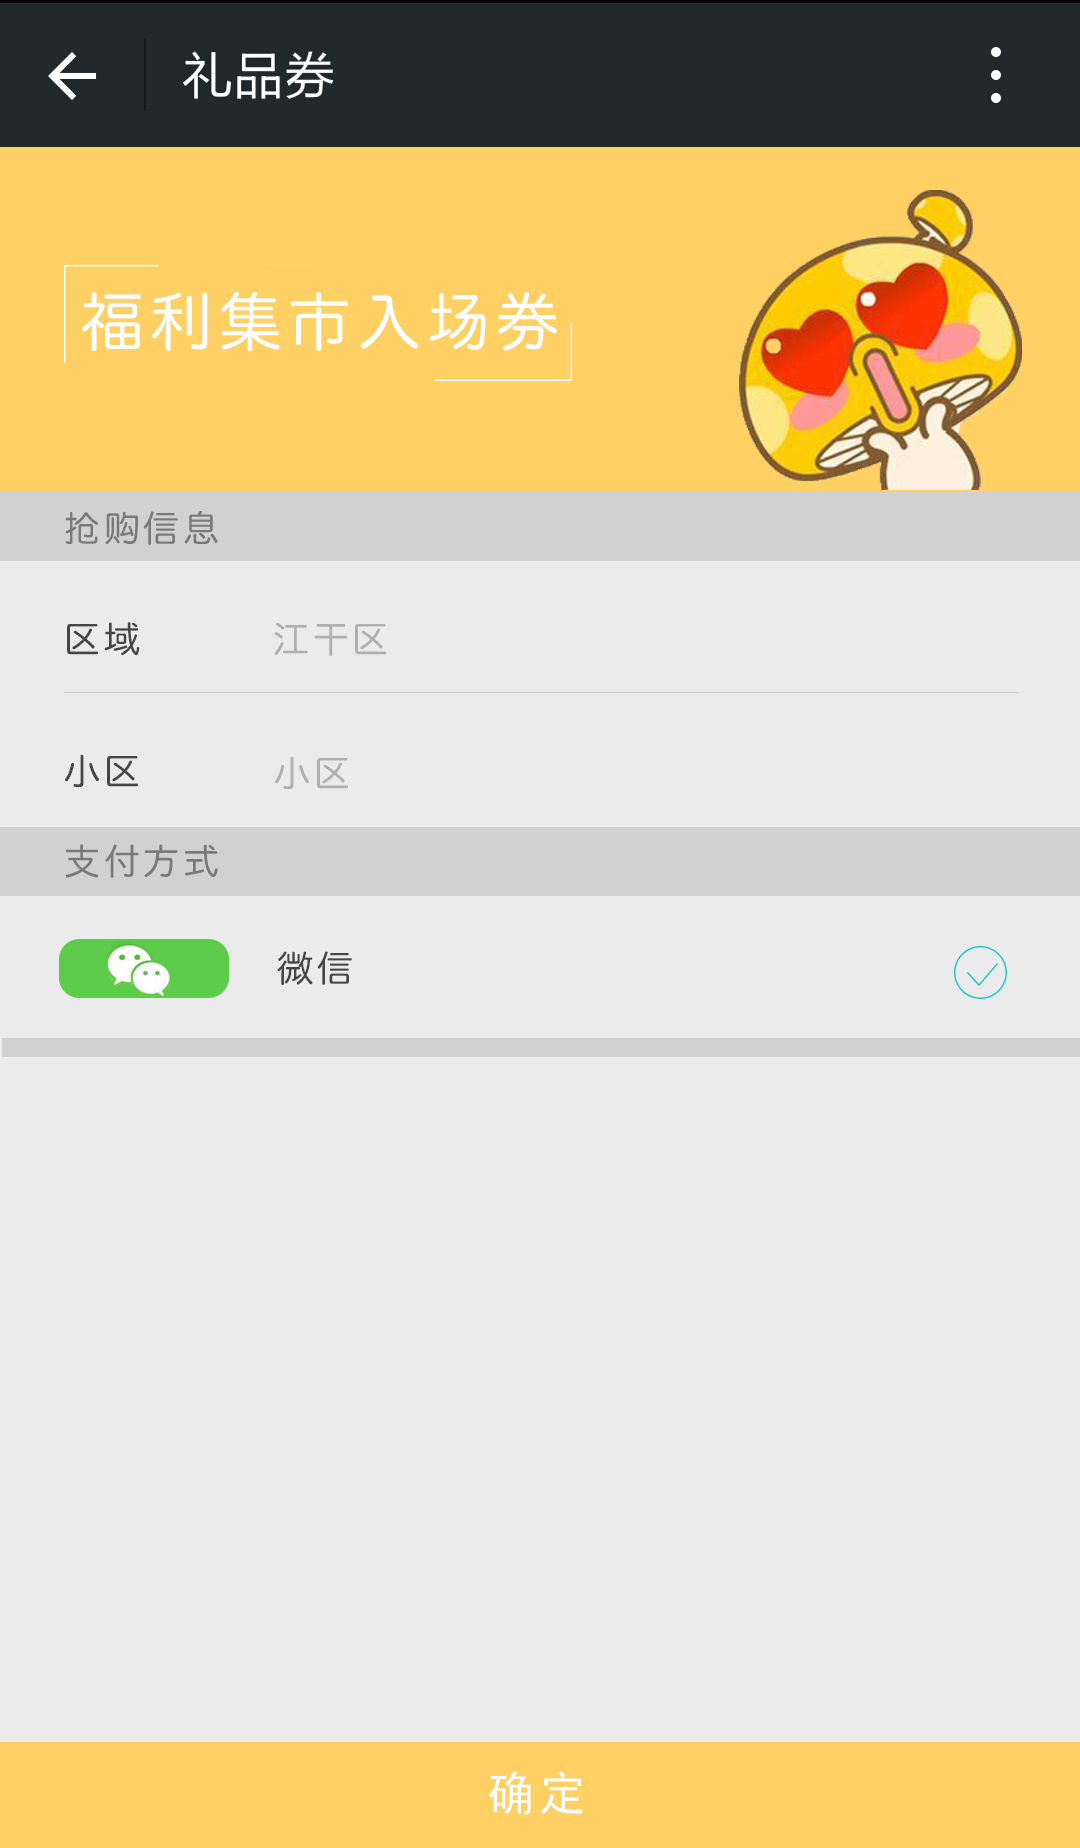 礼品券
福利集市入场券
抢购信息
区域 江干区
小区 小区
支付方式
微信
确定